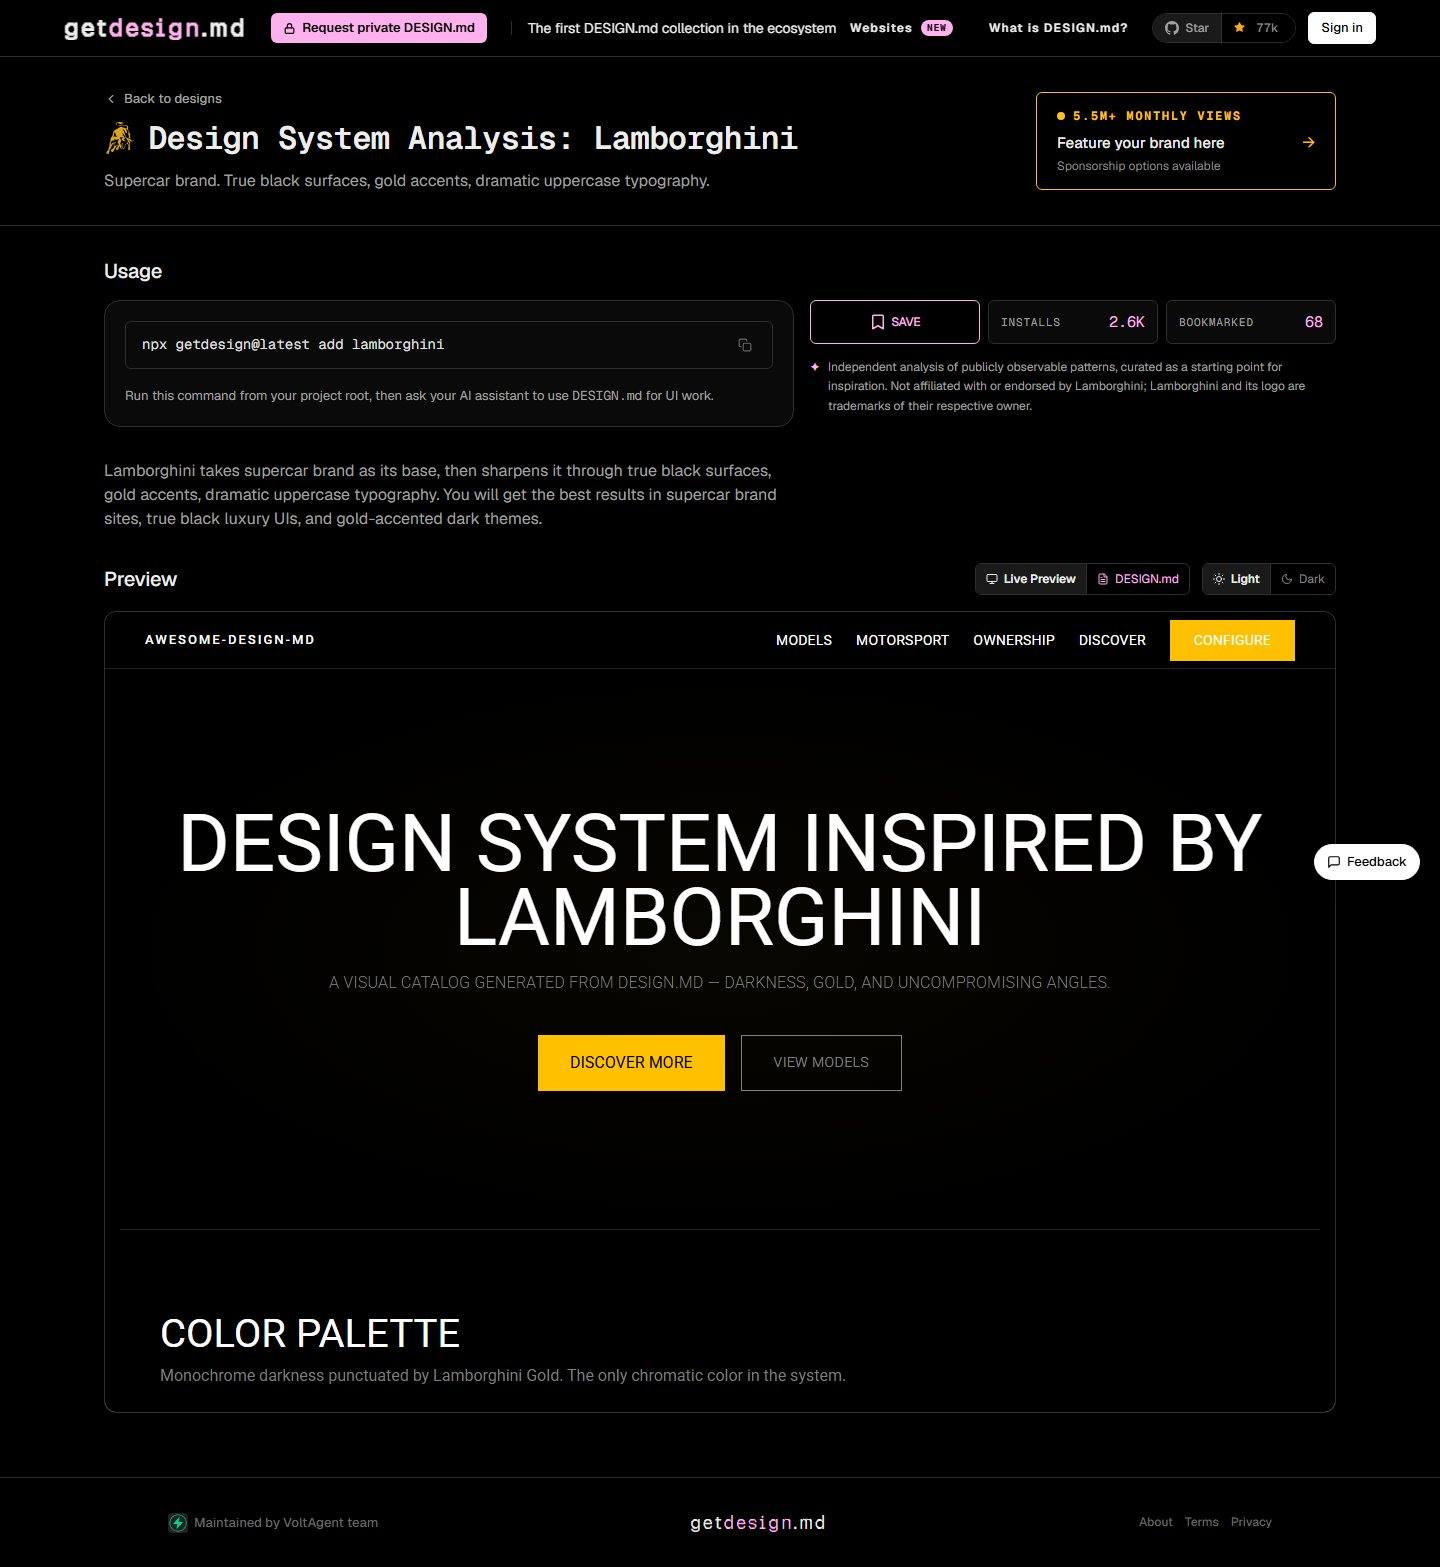 getdesign.md
Request private DESIGN.md
The first DESIGN.md collection in the ecosystem
Websites NEW
What is DESIGN.md?
Star 77k
Sign in
Back to designs
Design System Analysis: Lamborghini
Supercar brand. True black surfaces, gold accents, dramatic uppercase typography.
5.5M+ MONTHLY VIEWS
Feature your brand here
Sponsorship options available
Usage
npx getdesign@latest add lamborghini
Run this command from your project root, then ask your AI assistant to use DESIGN.md for UI work.
SAVE
INSTALLS 2.6K
BOOKMARKED 68
Independent analysis of publicly observable patterns, curated as a starting point for
inspiration. Not affiliated with or endorsed by Lamborghini; Lamborghini and its logo are
trademarks of their respective owner.
Lamborghini takes supercar brand as its base, then sharpens it through true black surfaces,
gold accents, dramatic uppercase typography. You will get the best results in supercar brand
sites, true black luxury UIs, and gold-accented dark themes.
Preview
Live Preview
DESIGN.md
Light
Dark
AWESOME-DESIGN-MD
MODELS
MOTORSPORT
OWNERSHIP
DISCOVER
CONFIGURE
DESIGN SYSTEM INSPIRED BY
LAMBORGHINI
A VISUAL CATALOG GENERATED FROM DESIGN.MD — DARKNESS, GOLD, AND UNCOMPROMISING ANGLES.
DISCOVER MORE
VIEW MODELS
Feedback
COLOR PALETTE
Monochrome darkness punctuated by Lamborghini Gold. The only chromatic color in the system.
Maintained by VoltAgent team
getdesign.md
About
Terms
Privacy